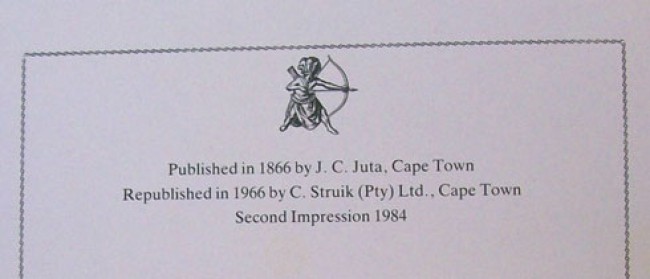 Published in 1866 by J. C. Juta, Cape Town
Republished in 1966 by C. Struik (Pty) Ltd., Cape Town
Second Impression 1984